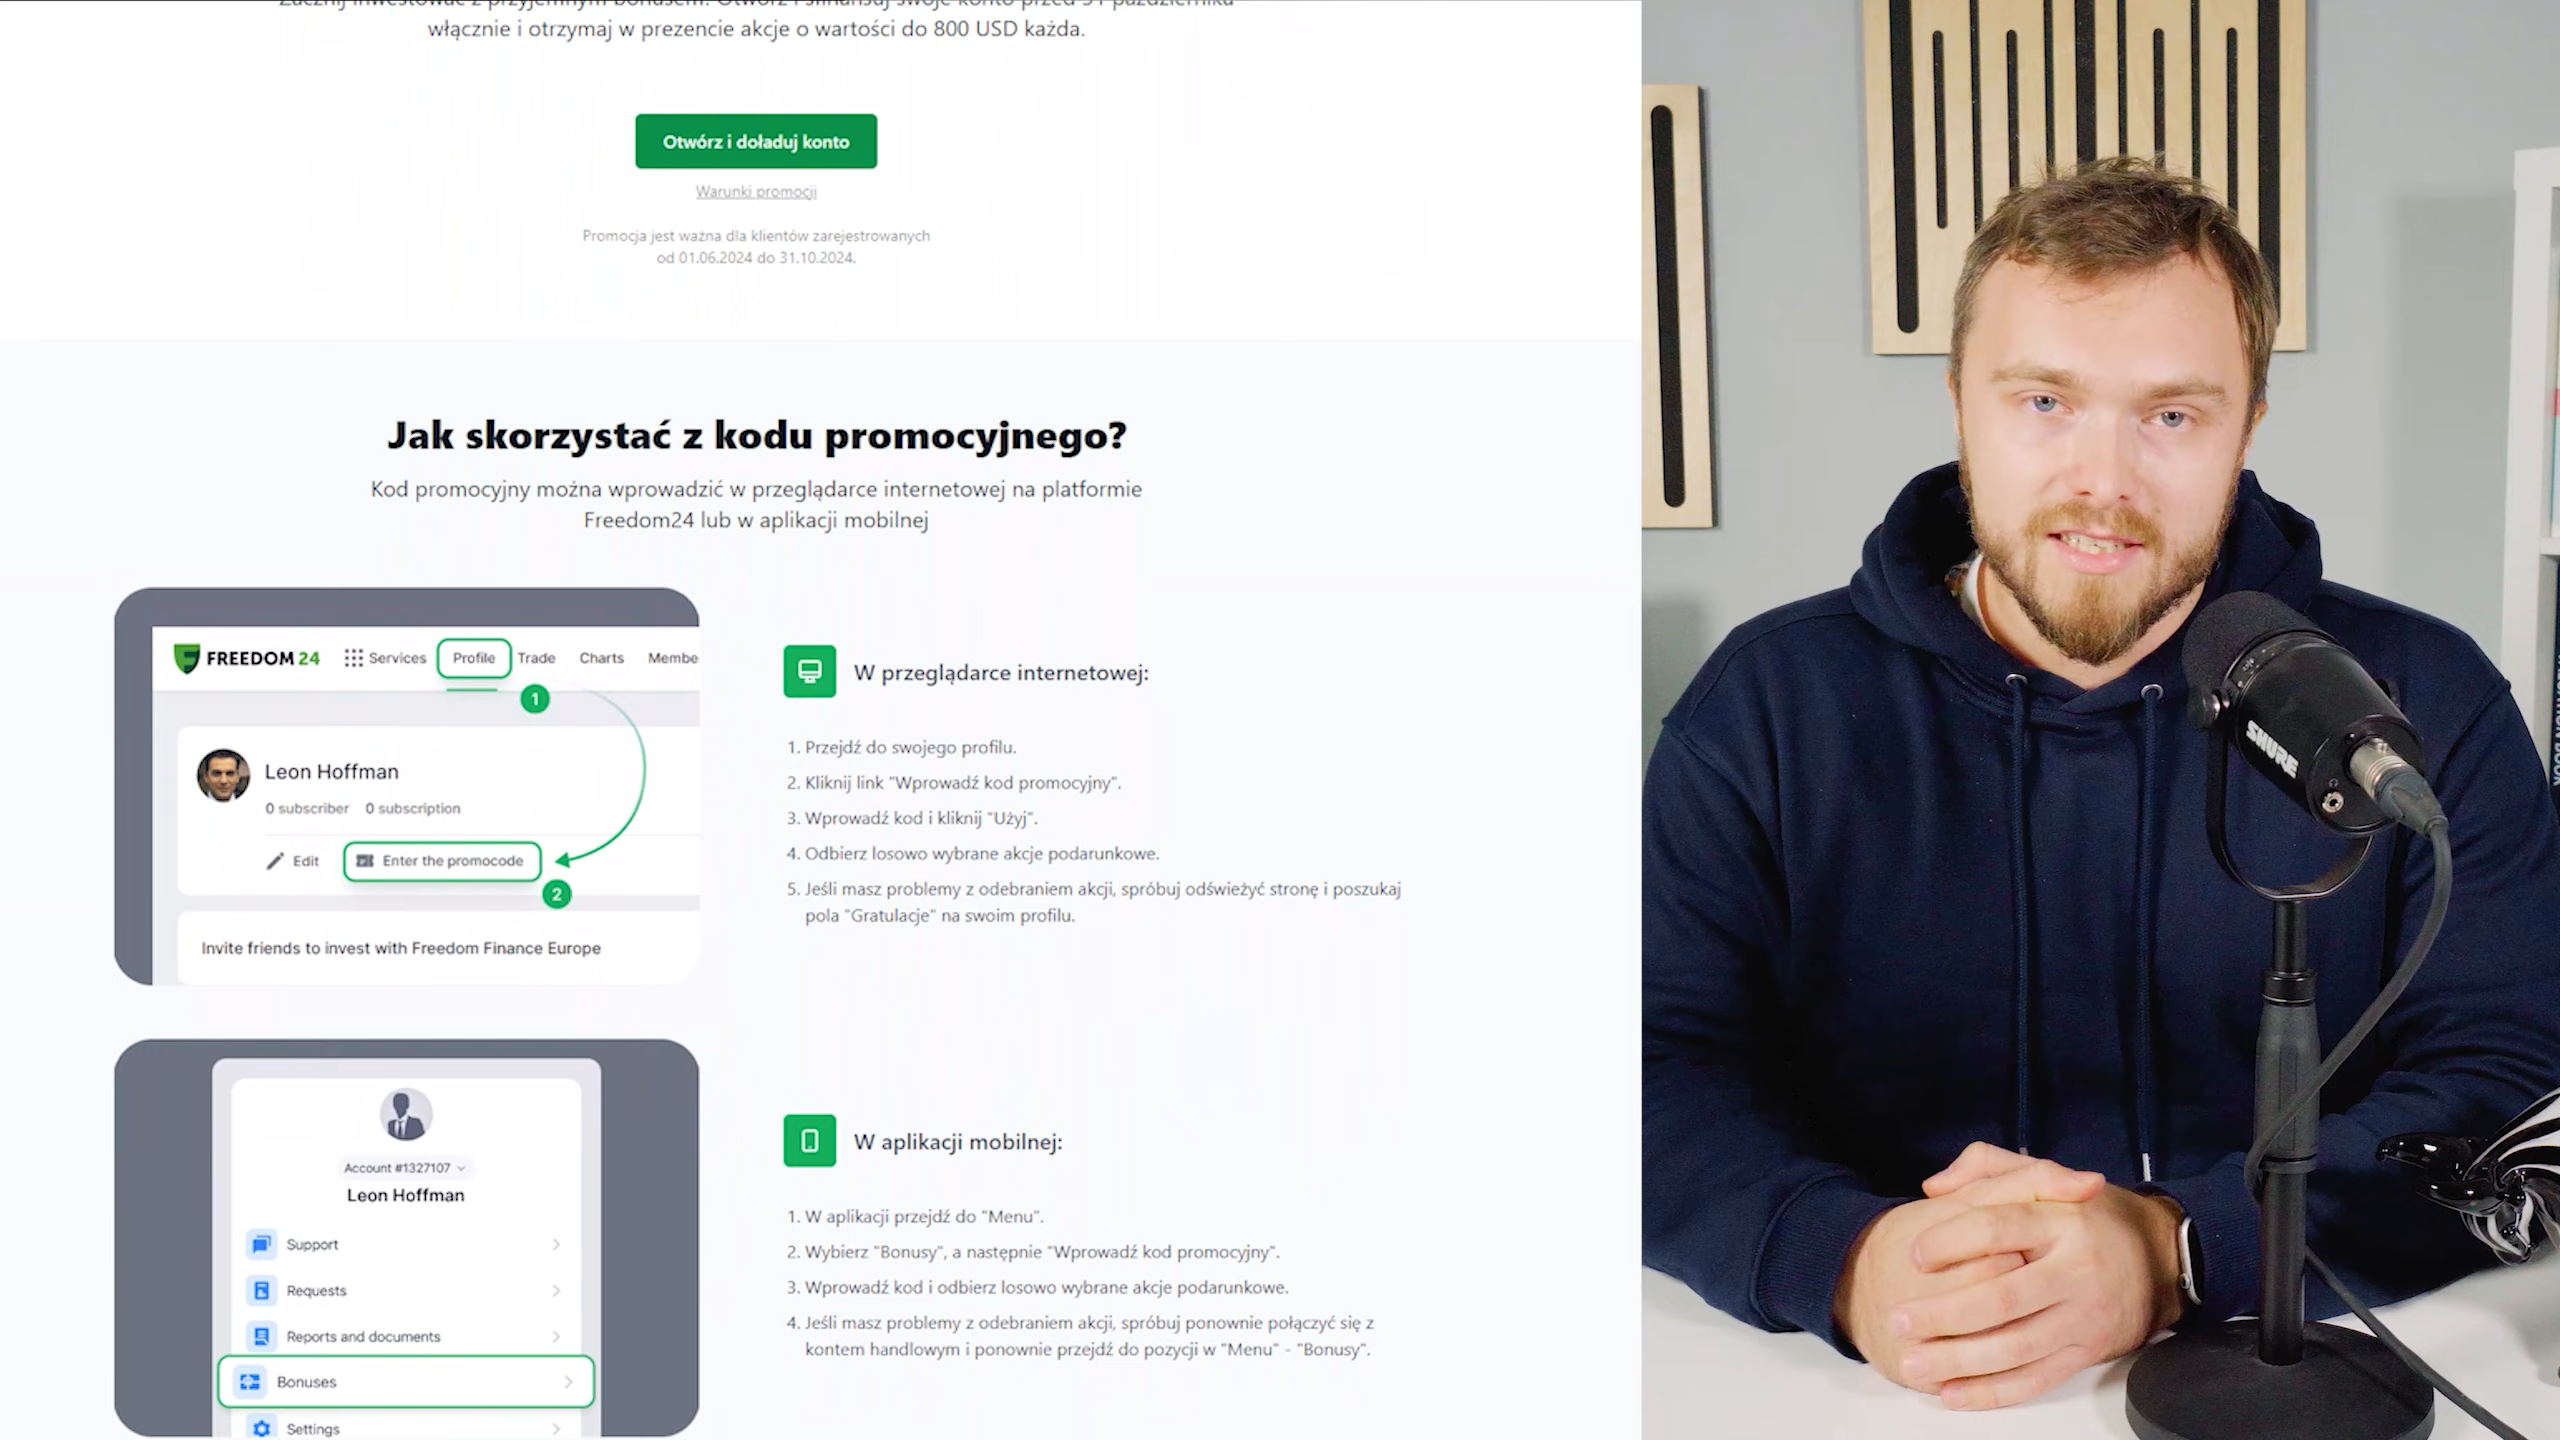 włącznie i otrzymaj w prezencie akcje o wartości do 800 USD każda.
Otwórz i doładuj konto
Warunki promocji
Promocja jest ważna dla klientów zarejestrowanych
od 01.06.2024 do 31.10.2024.
Jak skorzystać z kodu promocyjnego?
Kod promocyjny można wprowadzić w przeglądarce internetowej na platformie
Freedom24 lub w aplikacji mobilnej
FREEDOM 24 Services Profile Trade Charts Membe
1
Leon Hoffman
0 subscriber 0 subscription
Edit Enter the promocode
2
Invite friends to invest with Freedom Finance Europe
W przeglądarce internetowej:
1. Przejdź do swojego profilu.
2. Kliknij link "Wprowadź kod promocyjny".
3. Wprowadź kod i kliknij "Użyj".
4. Odbierz losowo wybrane akcje podarunkowe.
5. Jeśli masz problemy z odebraniem akcji, spróbuj odświeżyć stronę i poszukaj
pola "Gratulacje" na swoim profilu.
Account #1327107
Leon Hoffman
Support
Requests
Reports and documents
Bonuses
Settings
W aplikacji mobilnej:
1. W aplikacji przejdź do "Menu".
2. Wybierz "Bonusy", a następnie "Wprowadź kod promocyjny".
3. Wprowadź kod i odbierz losowo wybrane akcje podarunkowe.
4. Jeśli masz problemy z odebraniem akcji, spróbuj ponownie połączyć się z
kontem handlowym i ponownie przejdź do pozycji w "Menu" - "Bonusy".
SHURE